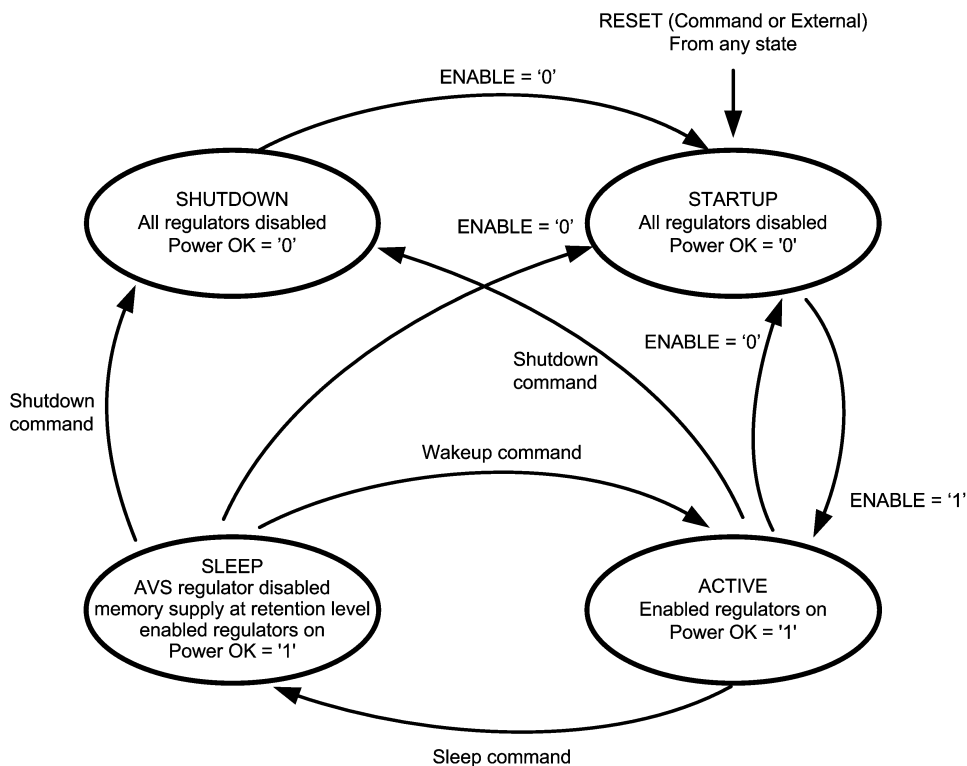 RESET (Command or External)
From any state
ENABLE = ‘0’
SHUTDOWN
All regulators disabled
Power OK = ’0’
STARTUP
All regulators disabled
Power OK = '0'
ENABLE = ‘0’
ENABLE = ‘0’
Shutdown
command
Shutdown
command
Wakeup command
ENABLE = ‘1’
SLEEP
AVS regulator disabled
memory supply at retention level
enabled regulators on
Power OK = '1'
ACTIVE
Enabled regulators on
Power OK = '1'
Sleep command